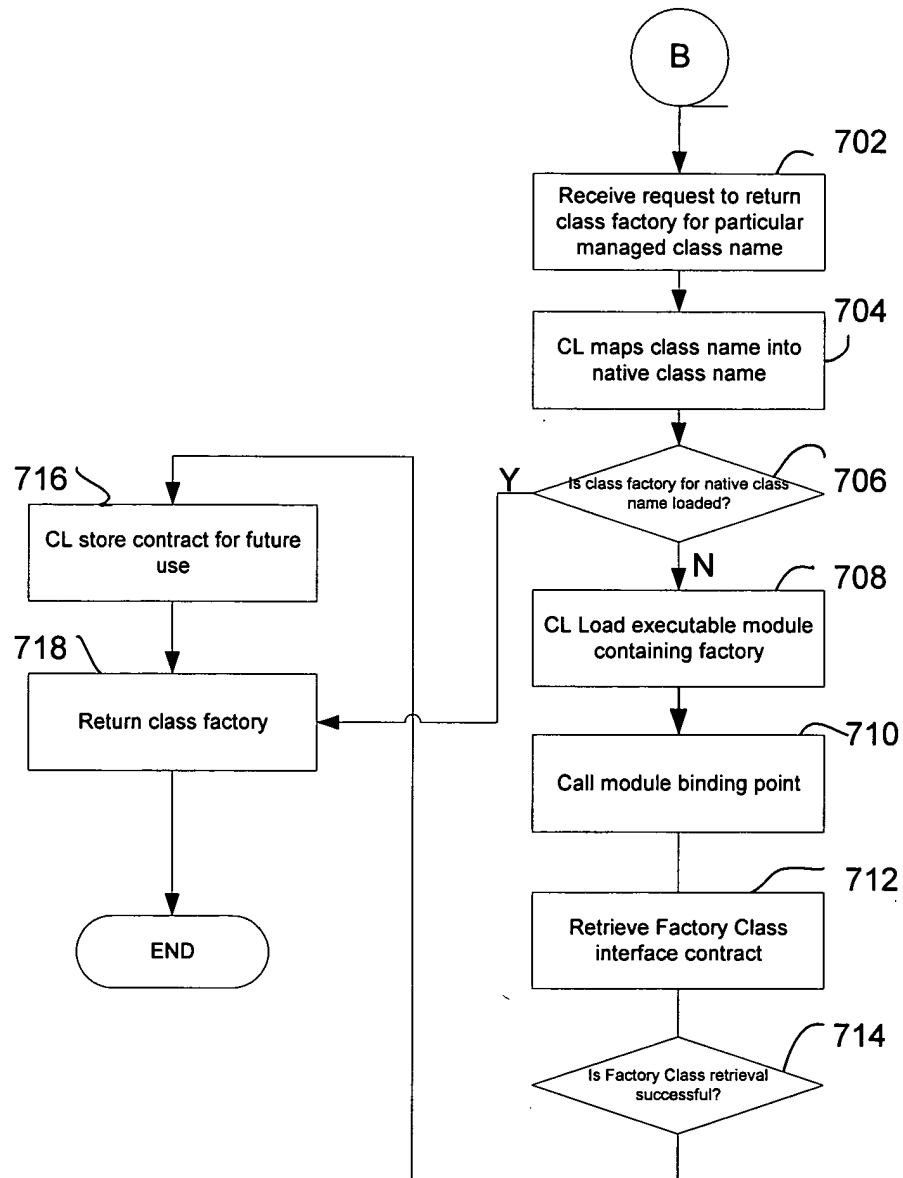 B
702
Receive request to return
class factory for particular
managed class name
704
CL maps class name into
native class name
706
Is class factory for native class
name loaded?
Y
N
708
CL Load executable module
containing factory
710
Call module binding point
712
Retrieve Factory Class
interface contract
714
Is Factory Class retrieval
successful?
716
CL store contract for future
use
718
Return class factory
END